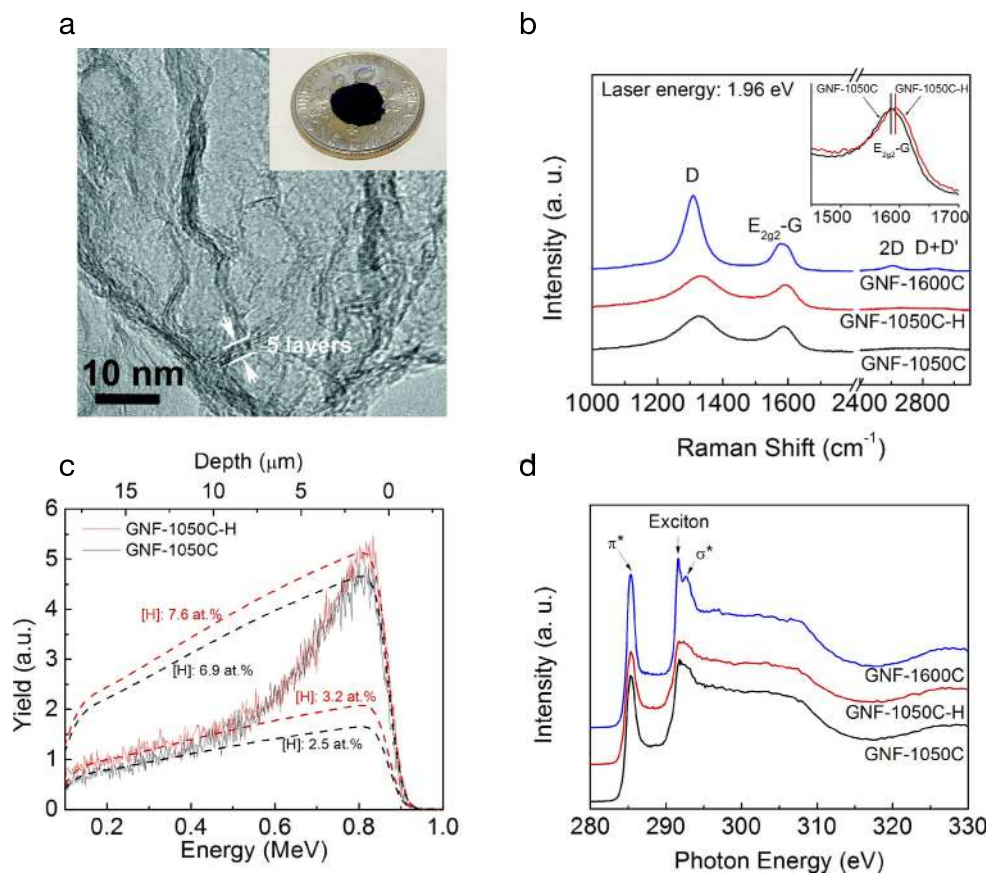 a
5 layers
10 nm
b
Laser energy: 1.96 eV
GNF-1050C
GNF-1050C-H
E2g2-G
1500 1600 1700
D
E2g2-G
2D D+D'
GNF-1600C
GNF-1050C-H
GNF-1050C
Intensity (a. u.)
1000 1200 1400 1600 2400 2800
Raman Shift (cm-1)
c
Depth (μm)
15 10 5 0
6
5
4
3
2
1
0
GNF-1050C-H
GNF-1050C
[H]: 7.6 at.%
[H]: 6.9 at.%
[H]: 3.2 at.%
[H]: 2.5 at.%
Yield (a.u.)
0.2 0.4 0.6 0.8 1.0
Energy (MeV)
d
Exciton
π*
σ*
GNF-1600C
GNF-1050C-H
GNF-1050C
Intensity (a. u.)
280 290 300 310 320 330
Photon Energy (eV)